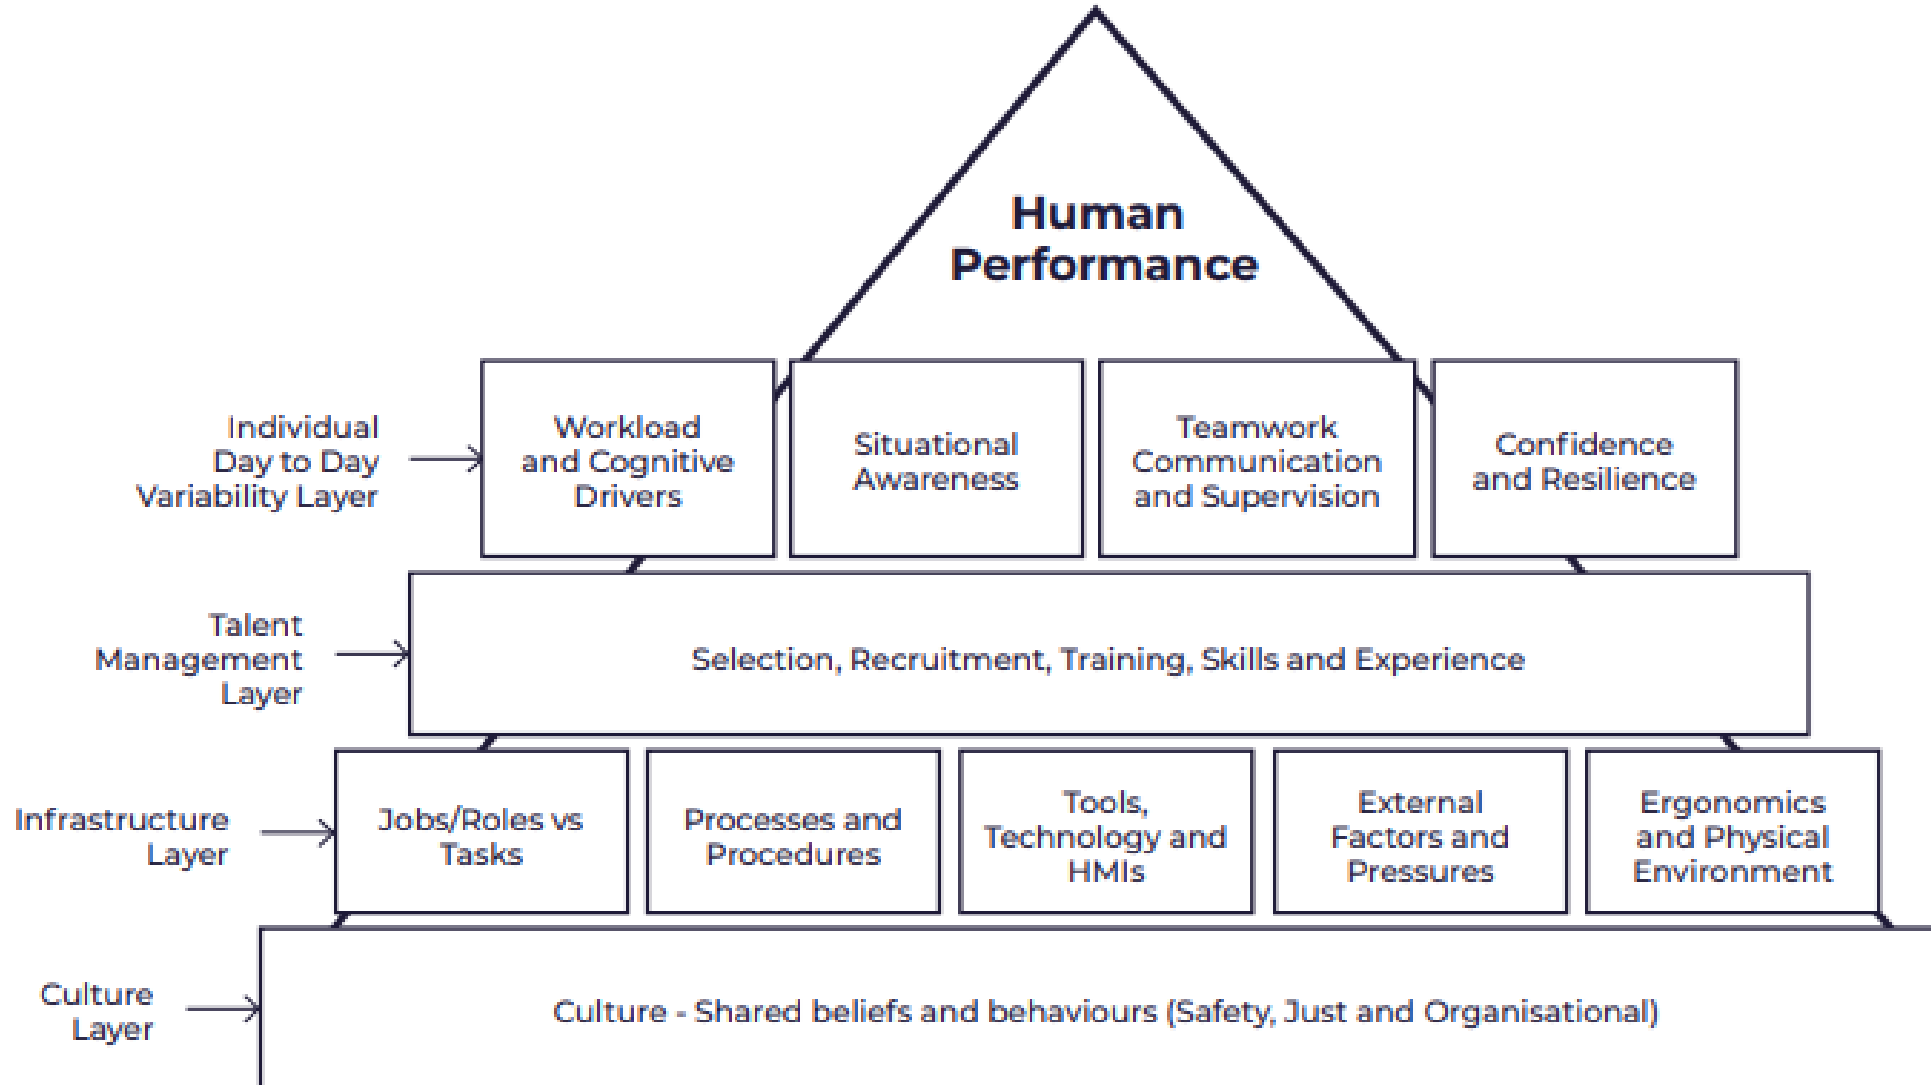 Human
Performance
Individual
Day to Day
Variability Layer
Workload
and Cognitive
Drivers
Situational
Awareness
Teamwork
Communication
and Supervision
Confidence
and Resilience
Talent
Management
Layer
Selection, Recruitment, Training, Skills and Experience
Infrastructure
Layer
Jobs/Roles vs
Tasks
Processes and
Procedures
Tools,
Technology and
HMIs
External
Factors and
Pressures
Ergonomics
and Physical
Environment
Culture
Layer
Culture - Shared beliefs and behaviours (Safety, Just and Organisational)